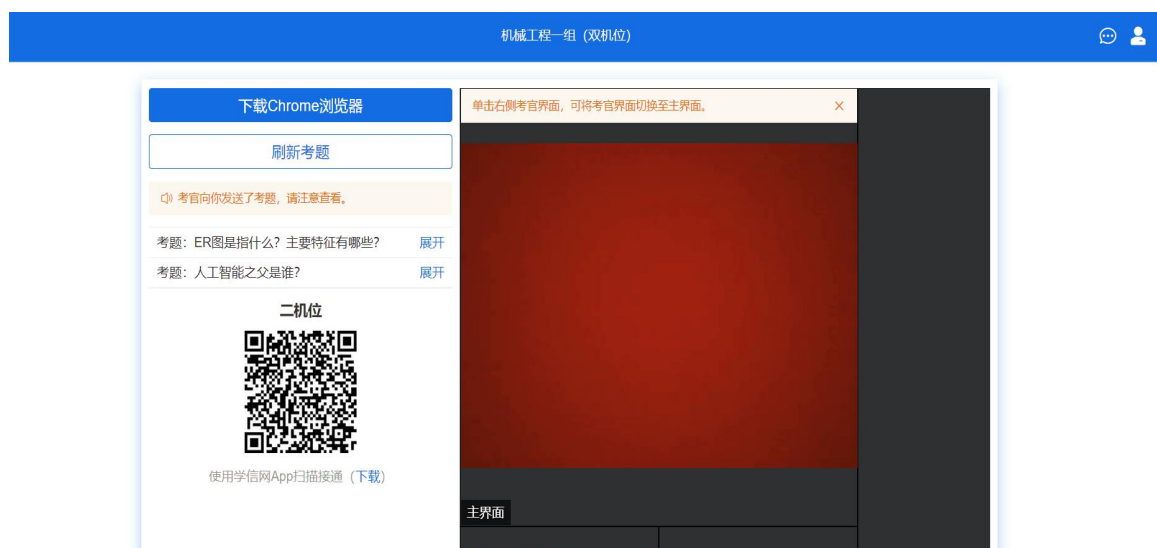 机械工程一组（双机位）
下载Chrome浏览器
刷新考题
考官向你发送了考题，请注意查看。
考题：ER图是指什么？主要特征有哪些？ 展开
考题：人工智能之父是谁？ 展开
二机位
使用学信网App扫描接通（下载）
单击右侧考官界面，可将考官界面切换至主界面。
主界面